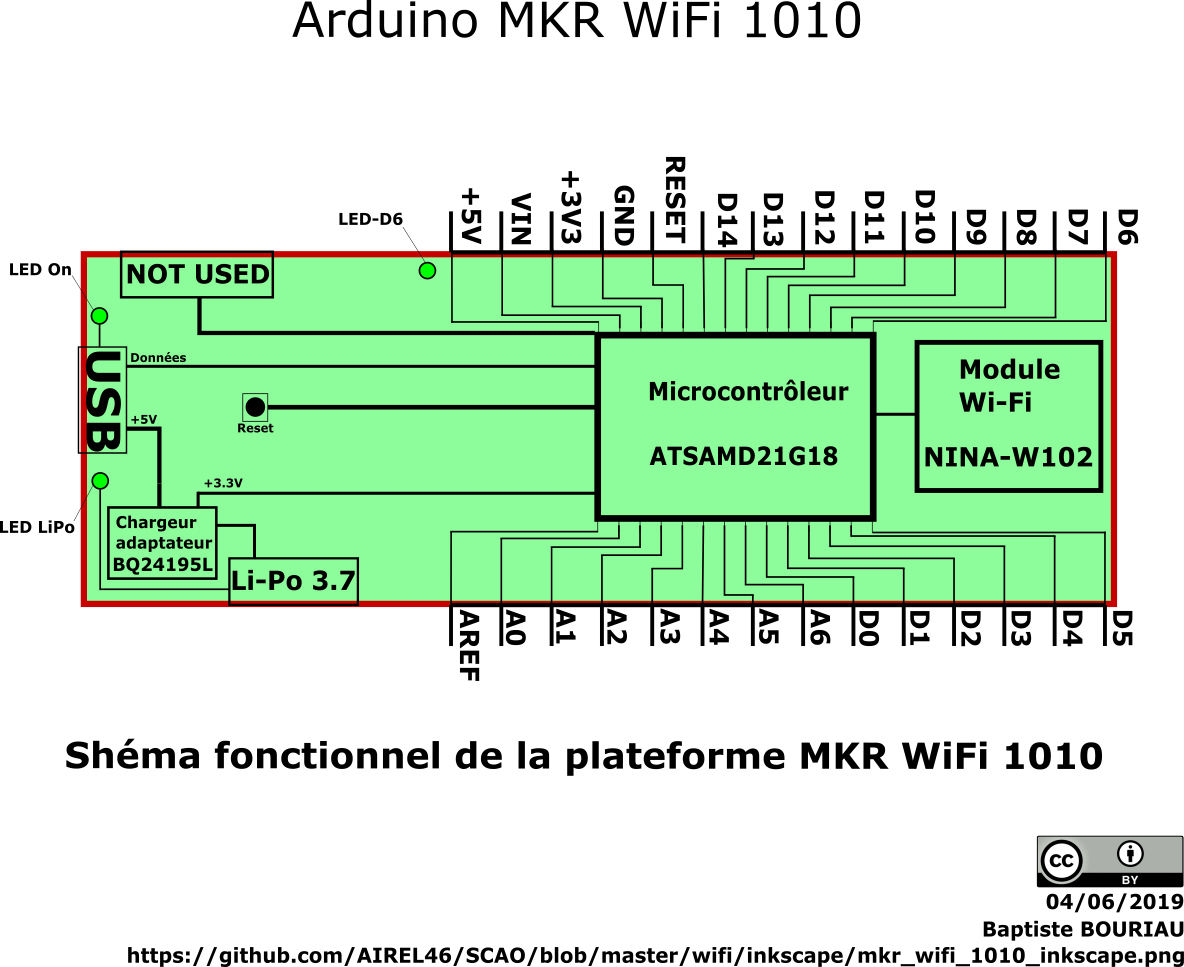 Arduino MKR WiFi 1010
+5V
VIN
+3V3
GND
RESET
D14
D13
D12
D11
D10
D9
D8
D7
D6
LED-D6
LED On
NOT USED
USB
Données
+5V
Reset
+3.3V
LED LiPo
Chargeur
adaptateur
BQ24195L
Li-Po 3.7
Microcontrôleur
ATSAMD21G18
Module
Wi-Fi
NINA-W102
AREF
A0
A1
A2
A3
A4
A5
A6
D0
D1
D2
D3
D4
D5
Shéma fonctionnel de la plateforme MKR WiFi 1010
cc
BY
04/06/2019
Baptiste BOURIAU
https://github.com/AIREL46/SCAO/blob/master/wifi/inkscape/mkr_wifi_1010_inkscape.png